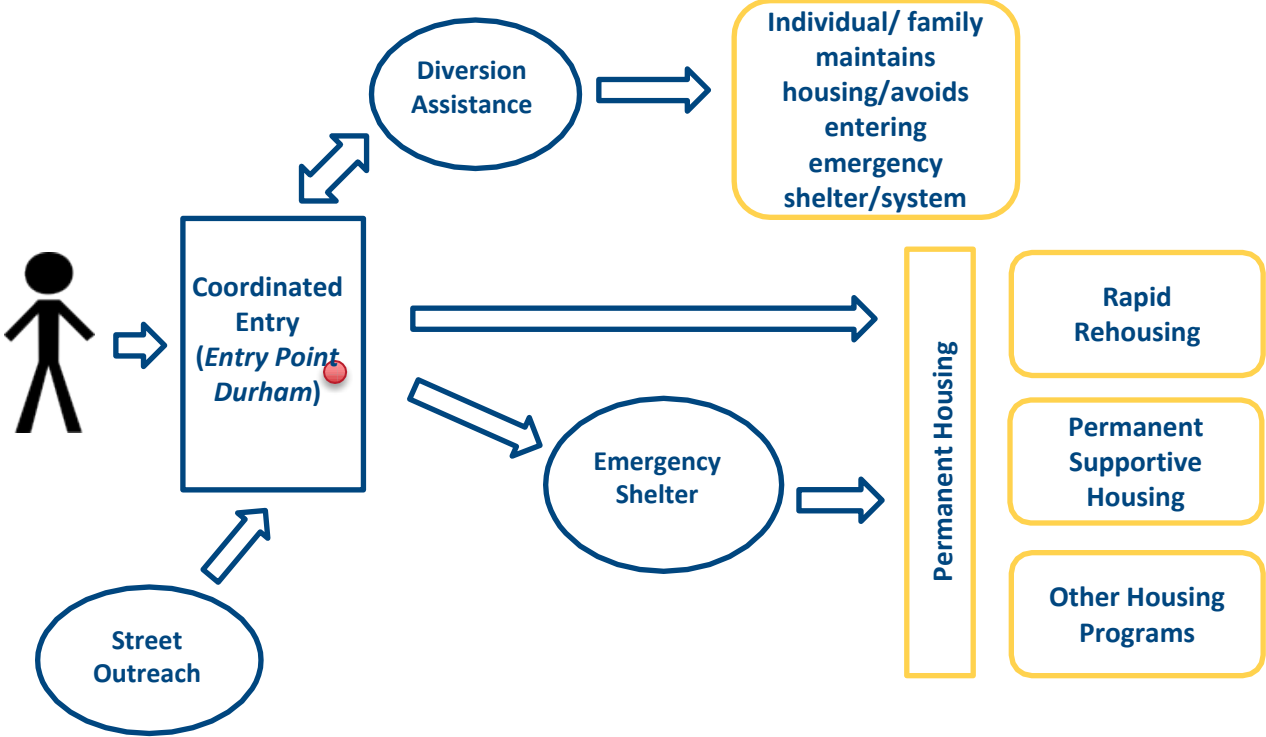 Diversion
Assistance
Individual/ family
maintains
housing/avoids
entering
emergency
shelter/system
Coordinated
Entry
(Entry Point
Durham)
Emergency
Shelter
Street
Outreach
Permanent Housing
Rapid
Rehousing
Permanent
Supportive
Housing
Other Housing
Programs